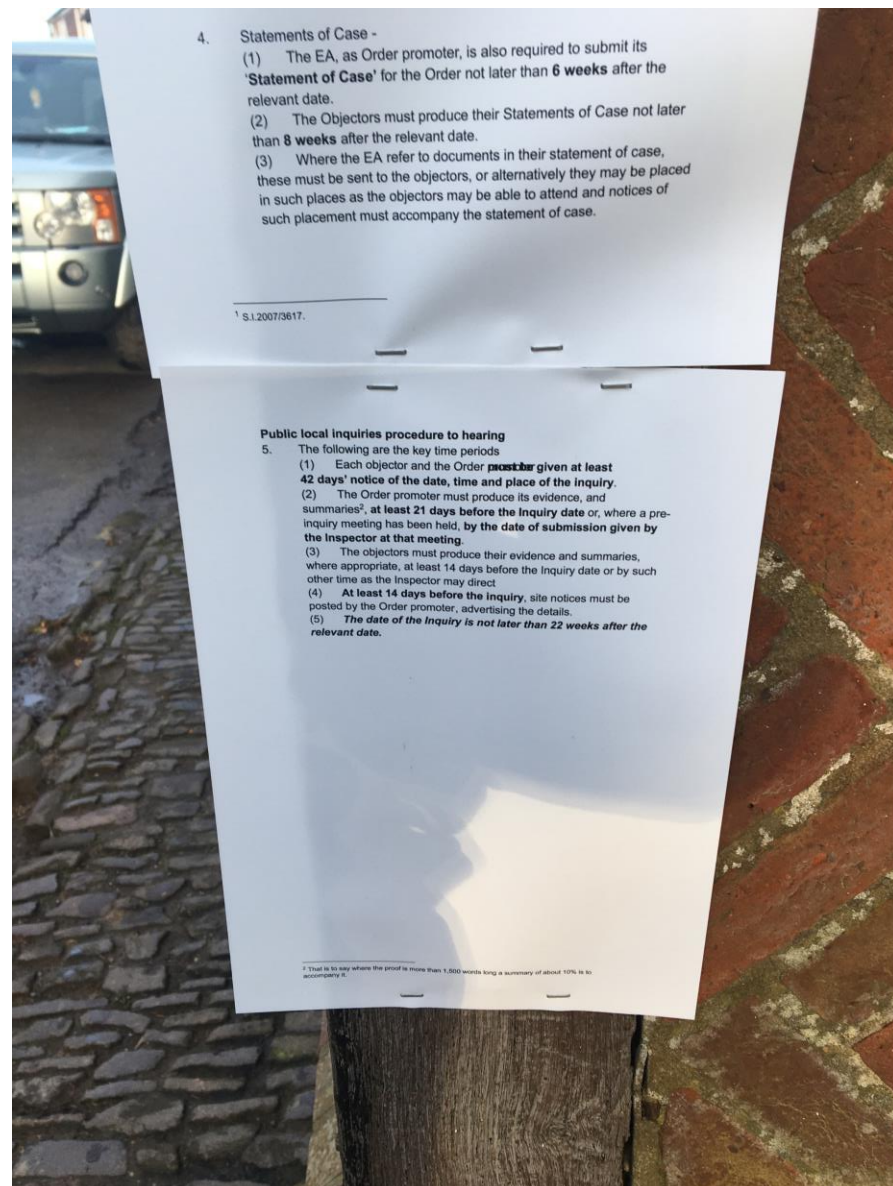 4. Statements of Case -
(1) The EA, as Order promoter, is also required to submit its
'Statement of Case' for the Order not later than 6 weeks after the
relevant date.
(2) The Objectors must produce their Statements of Case not later
than 8 weeks after the relevant date.
(3) Where the EA refer to documents in their statement of case,
these must be sent to the objectors, or alternatively they may be placed
in such places as the objectors may be able to attend and notices of
such placement must accompany the statement of case.
1 S.I.2007/3617.
Public local inquiries procedure to hearing
5. The following are the key time periods
(1) Each objector and the Order given at least
42 days' notice of the date, time and place of the inquiry.
(2) The Order promoter must produce its evidence, and
summaries2, at least 21 days before the Inquiry date or, where a pre-
inquiry meeting has been held, by the date of submission given by
the Inspector at that meeting.
(3) The objectors must produce their evidence and summaries,
where appropriate, at least 14 days before the Inquiry date or by such
other time as the Inspector may direct
(4) At least 14 days before the inquiry, site notices must be
posted by the Order promoter, advertising the details.
(5) The date of the Inquiry is not later than 22 weeks after the
relevant date.
2 That is to say where the proof is more than 1,500 words long a summary of about 10% is to
accompany it.